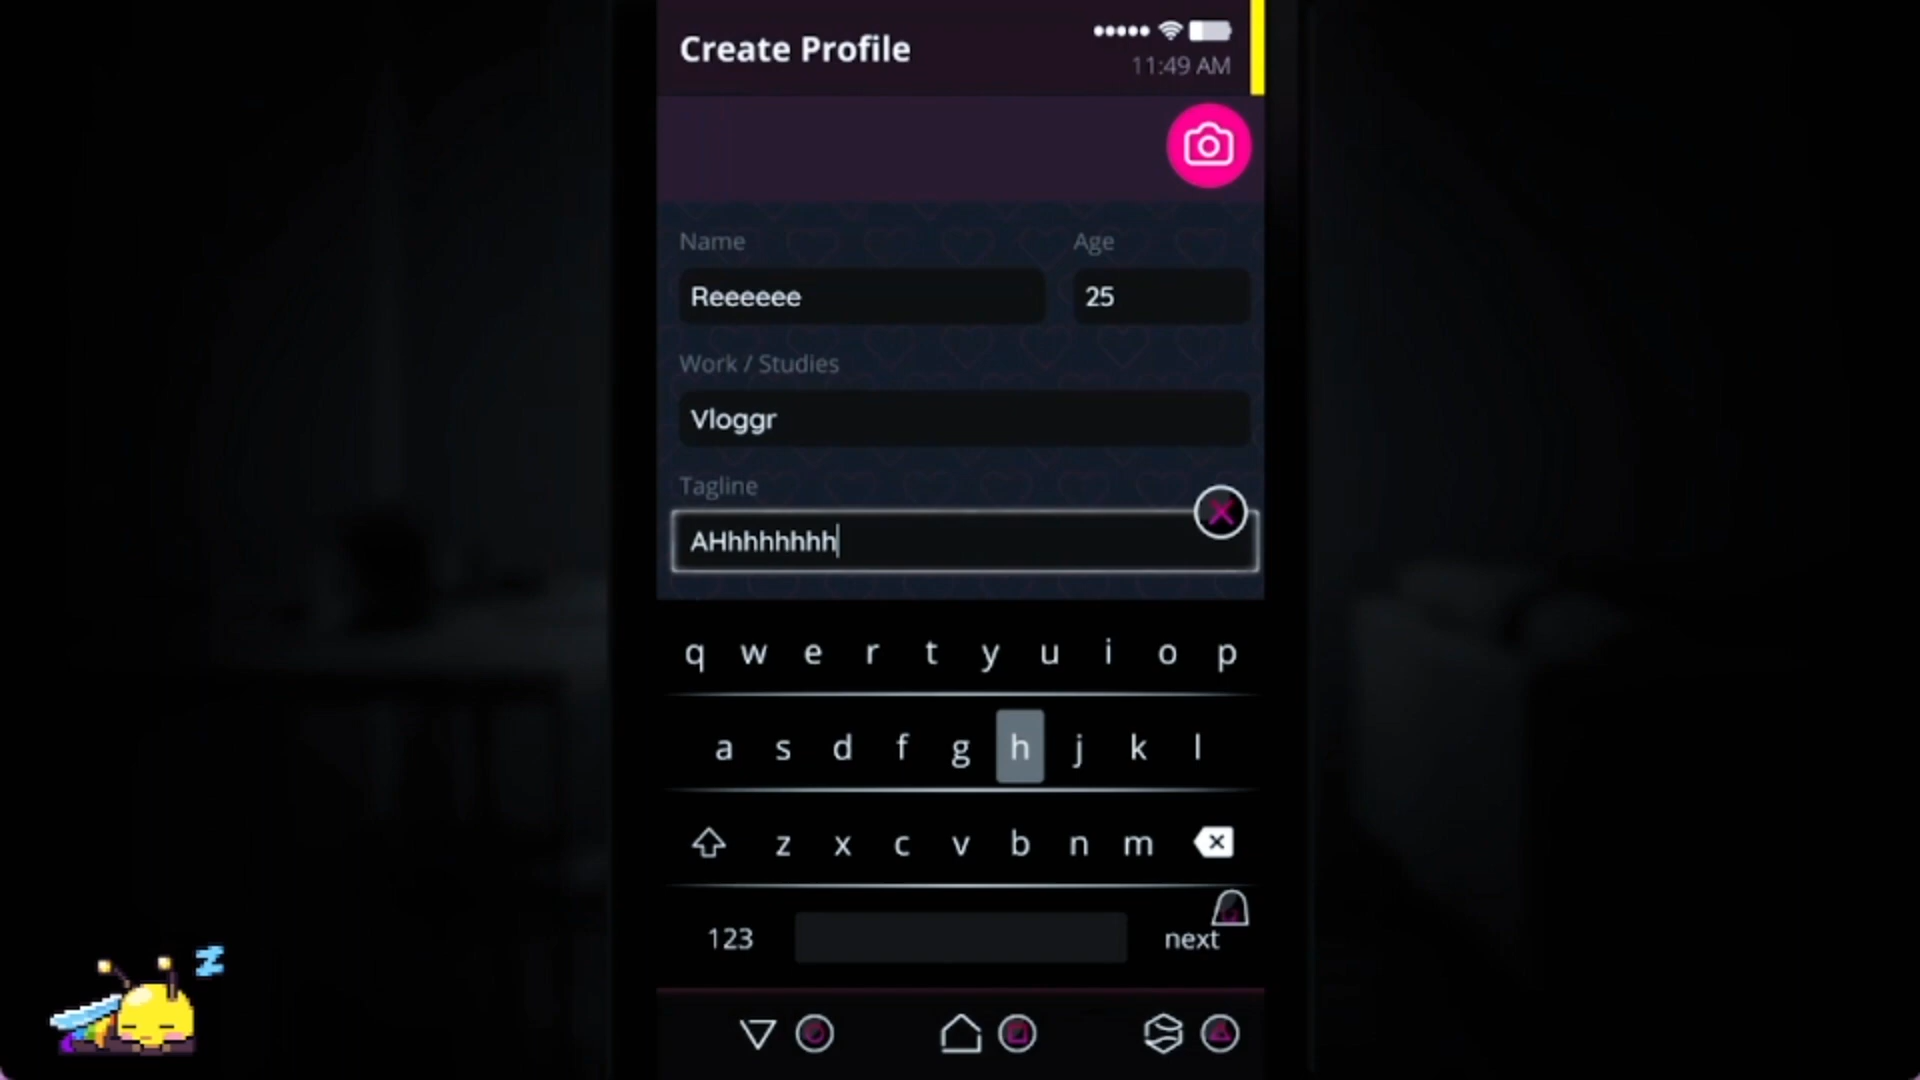 Create Profile
11:49 AM
Name
Age
Reeeeee
25
Work / Studies
Vloggr
Tagline
AHhhhhhhh
q w e r t y u i o p
a s d f g h j k l
z x c v b n m
123
next
z